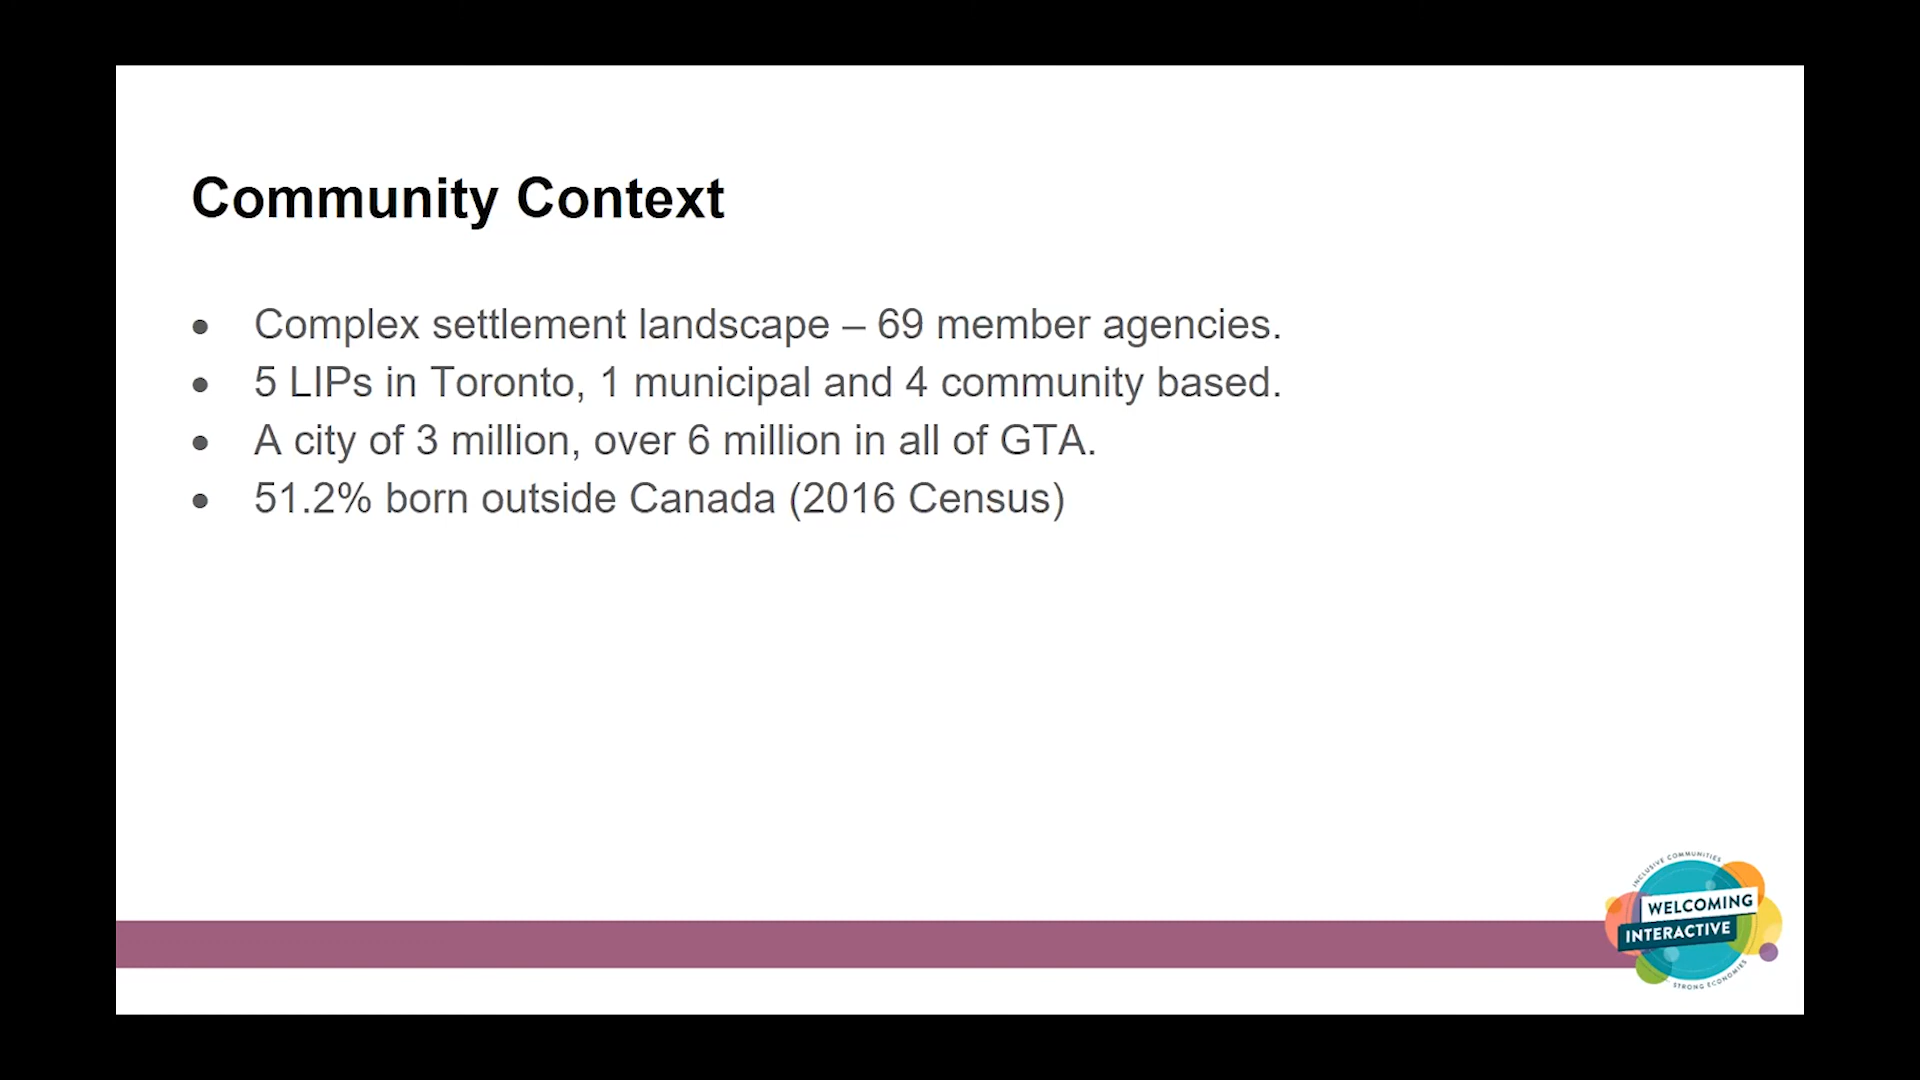 Community Context
• Complex settlement landscape – 69 member agencies.
• 5 LIPs in Toronto, 1 municipal and 4 community based.
• A city of 3 million, over 6 million in all of GTA.
• 51.2% born outside Canada (2016 Census)
INCLUSIVE COMMUNITIES
WELCOMING
INTERACTIVE
STRONG ECONOMIES